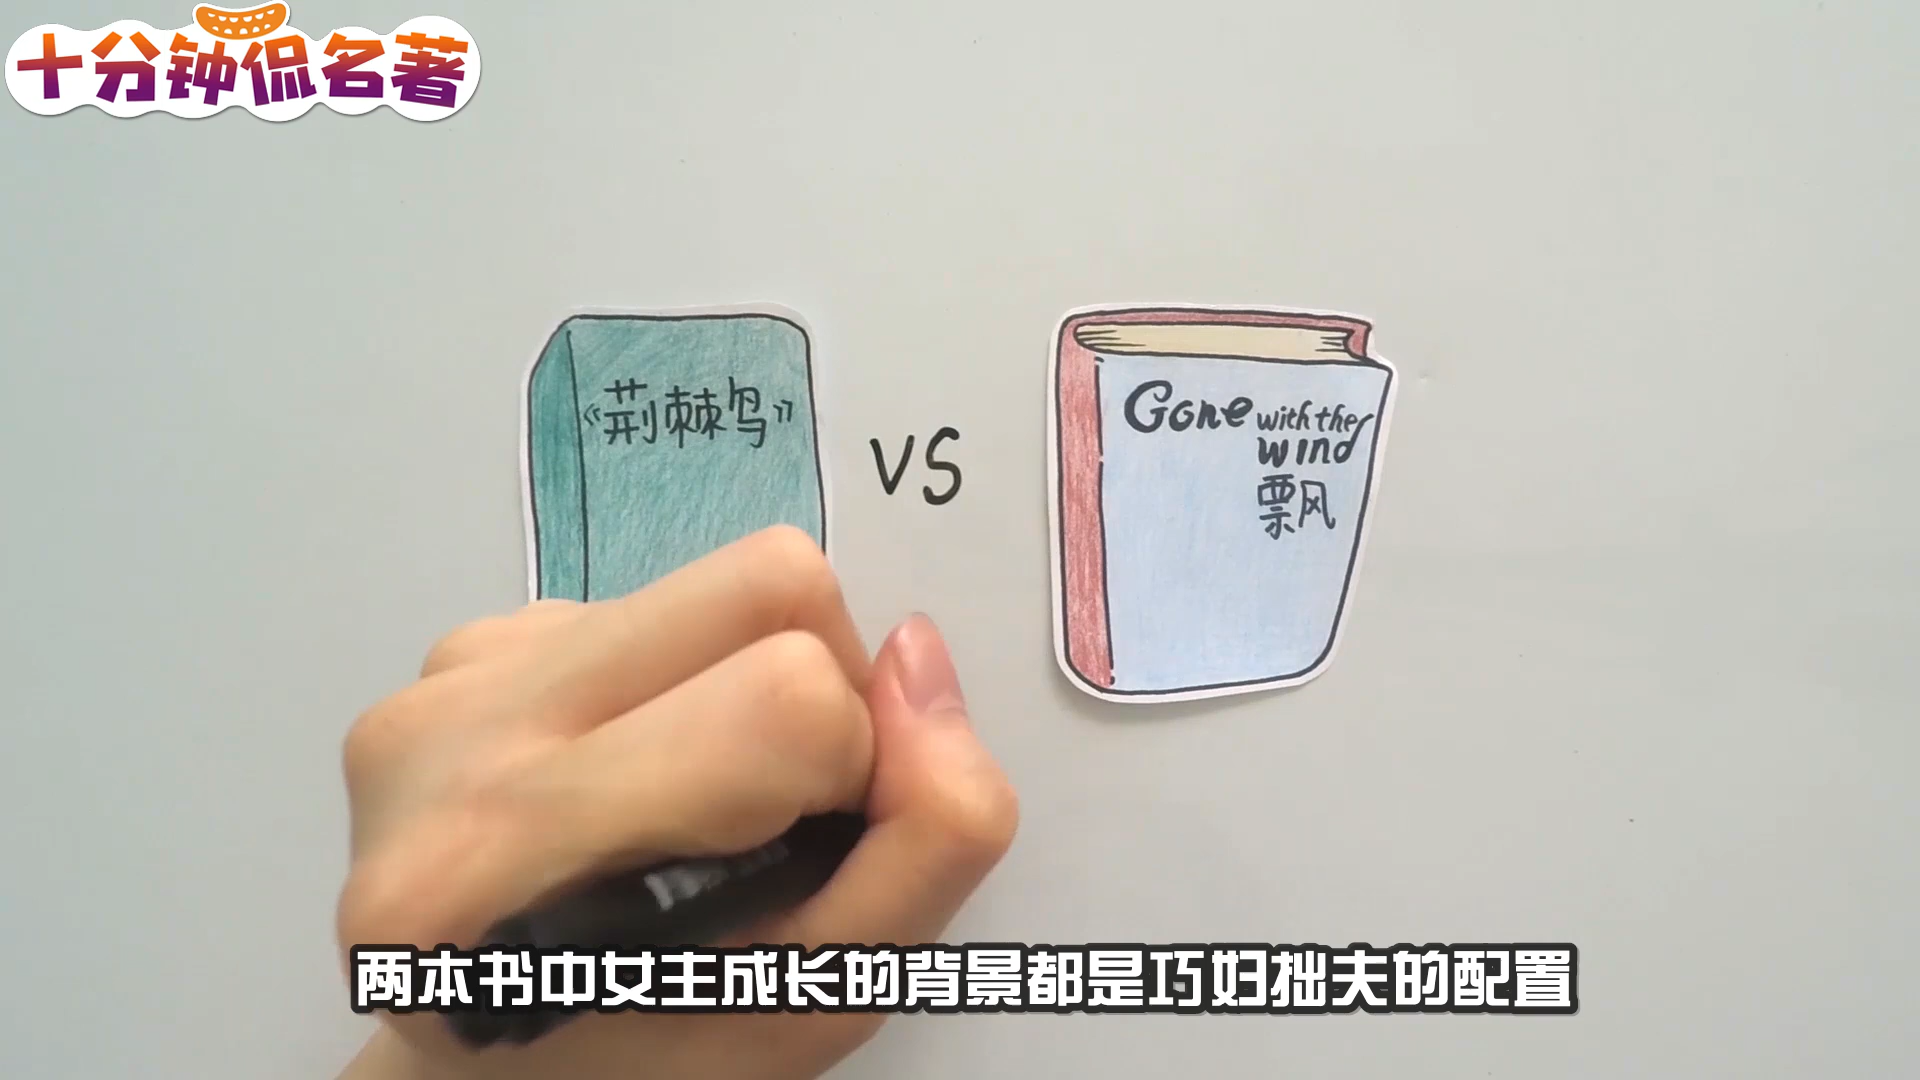 十分钟侃名著
《荆棘鸟》
VS
Gone with the
wind
飘
两本书中女主成长的背景都是巧妇拙夫的配置